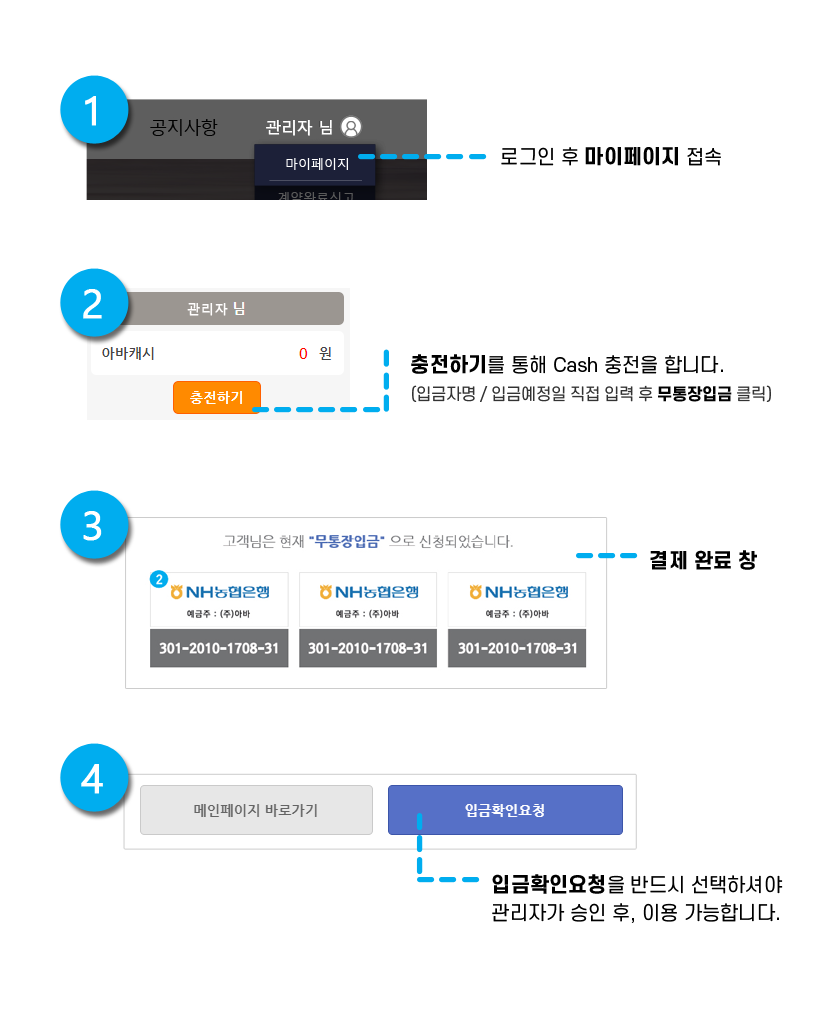 1
공지사항
관리자 님
마이페이지
계약완료신고
로그인 후 마이페이지 접속
2
관리자 님
아바캐시 0 원
충전하기
충전하기를 통해 Cash 충전을 합니다.
(입금자명 / 입금예정일 직접 입력 후 무통장입금 클릭)
3
고객님은 현재 "무통장입금" 으로 신청되었습니다.
결제 완료 창
2
NH농협은행 NH농협은행 NH농협은행
예금주 : (주)아바 예금주 : (주)아바 예금주 : (주)아바
301-2010-1708-31 301-2010-1708-31 301-2010-1708-31
4
메인페이지 바로가기 입금확인요청
입금확인요청을 반드시 선택하셔야
관리자가 승인 후, 이용 가능합니다.